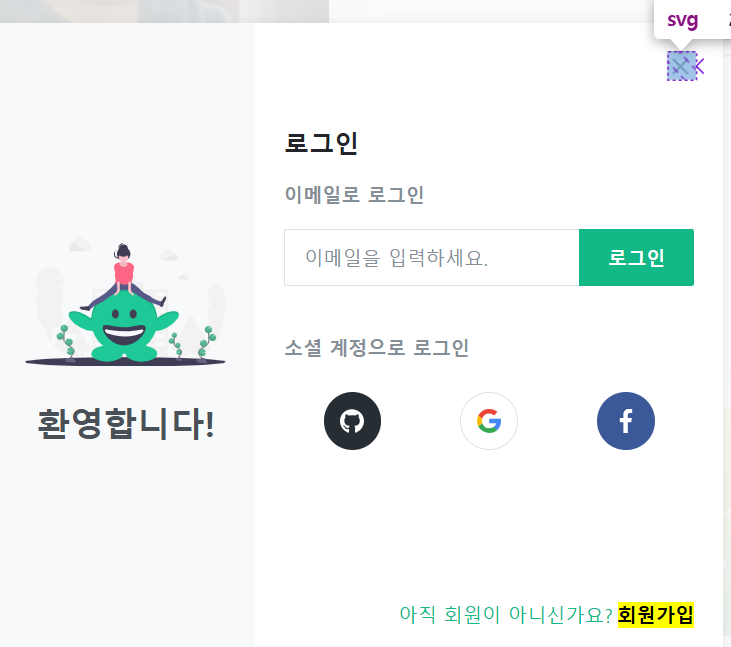 svg
로그인
이메일로 로그인
이메일을 입력하세요.
로그인
소셜 계정으로 로그인
환영합니다!
아직 회원이 아니신가요? 회원가입